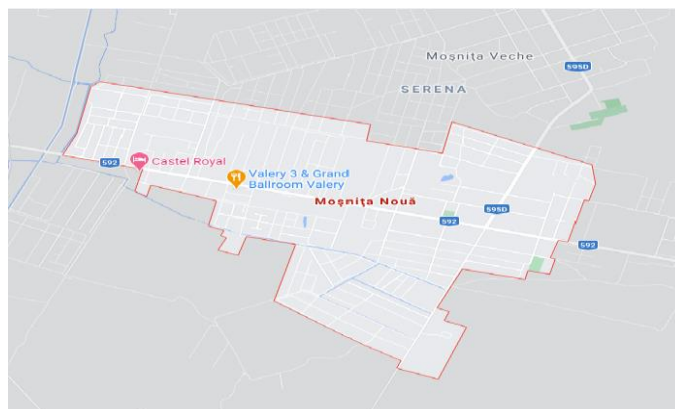 Moșnița Veche
595D
SERENA
592
Castel Royal
Valery 3 & Grand
Ballroom Valery
Moșnița Nouă
595D
592
592